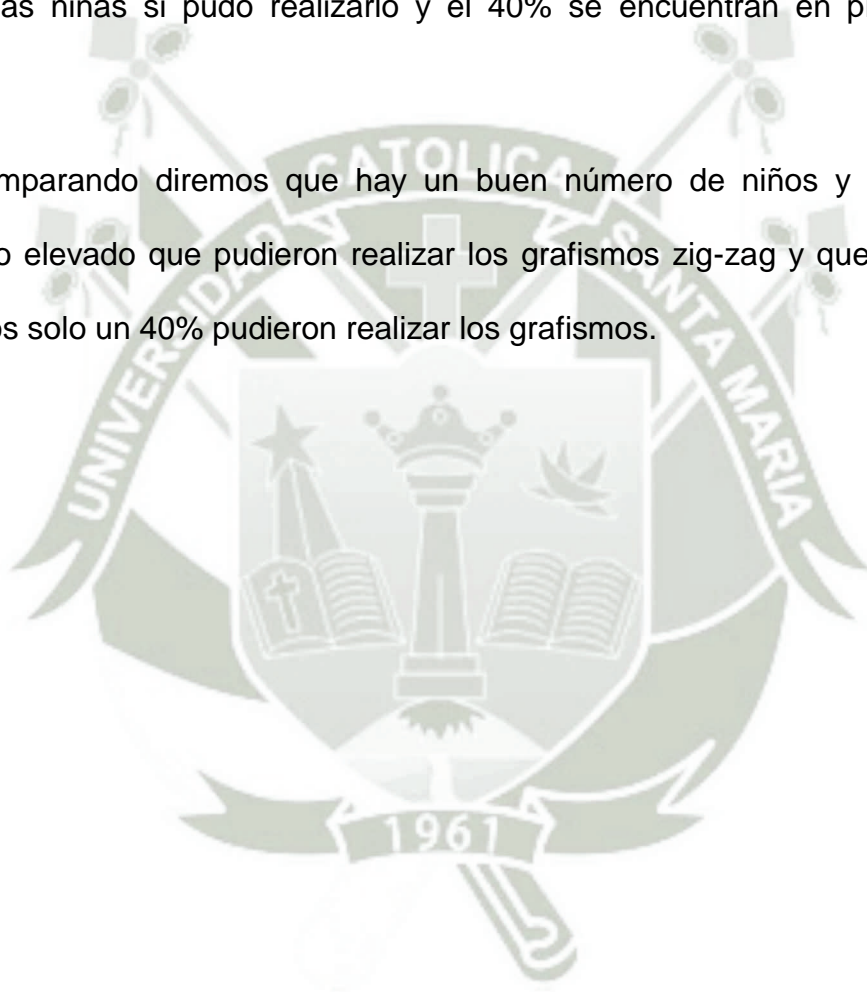 as niñas si pudo realizarlo y el 40% se encuentran en p
mparando diremos que hay un buen número de niños y
o elevado que pudieron realizar los grafismos zig-zag y que
os solo un 40% pudieron realizar los grafismos.
UNIVERSIDAD CATOLICA SANTA MARIA
1961